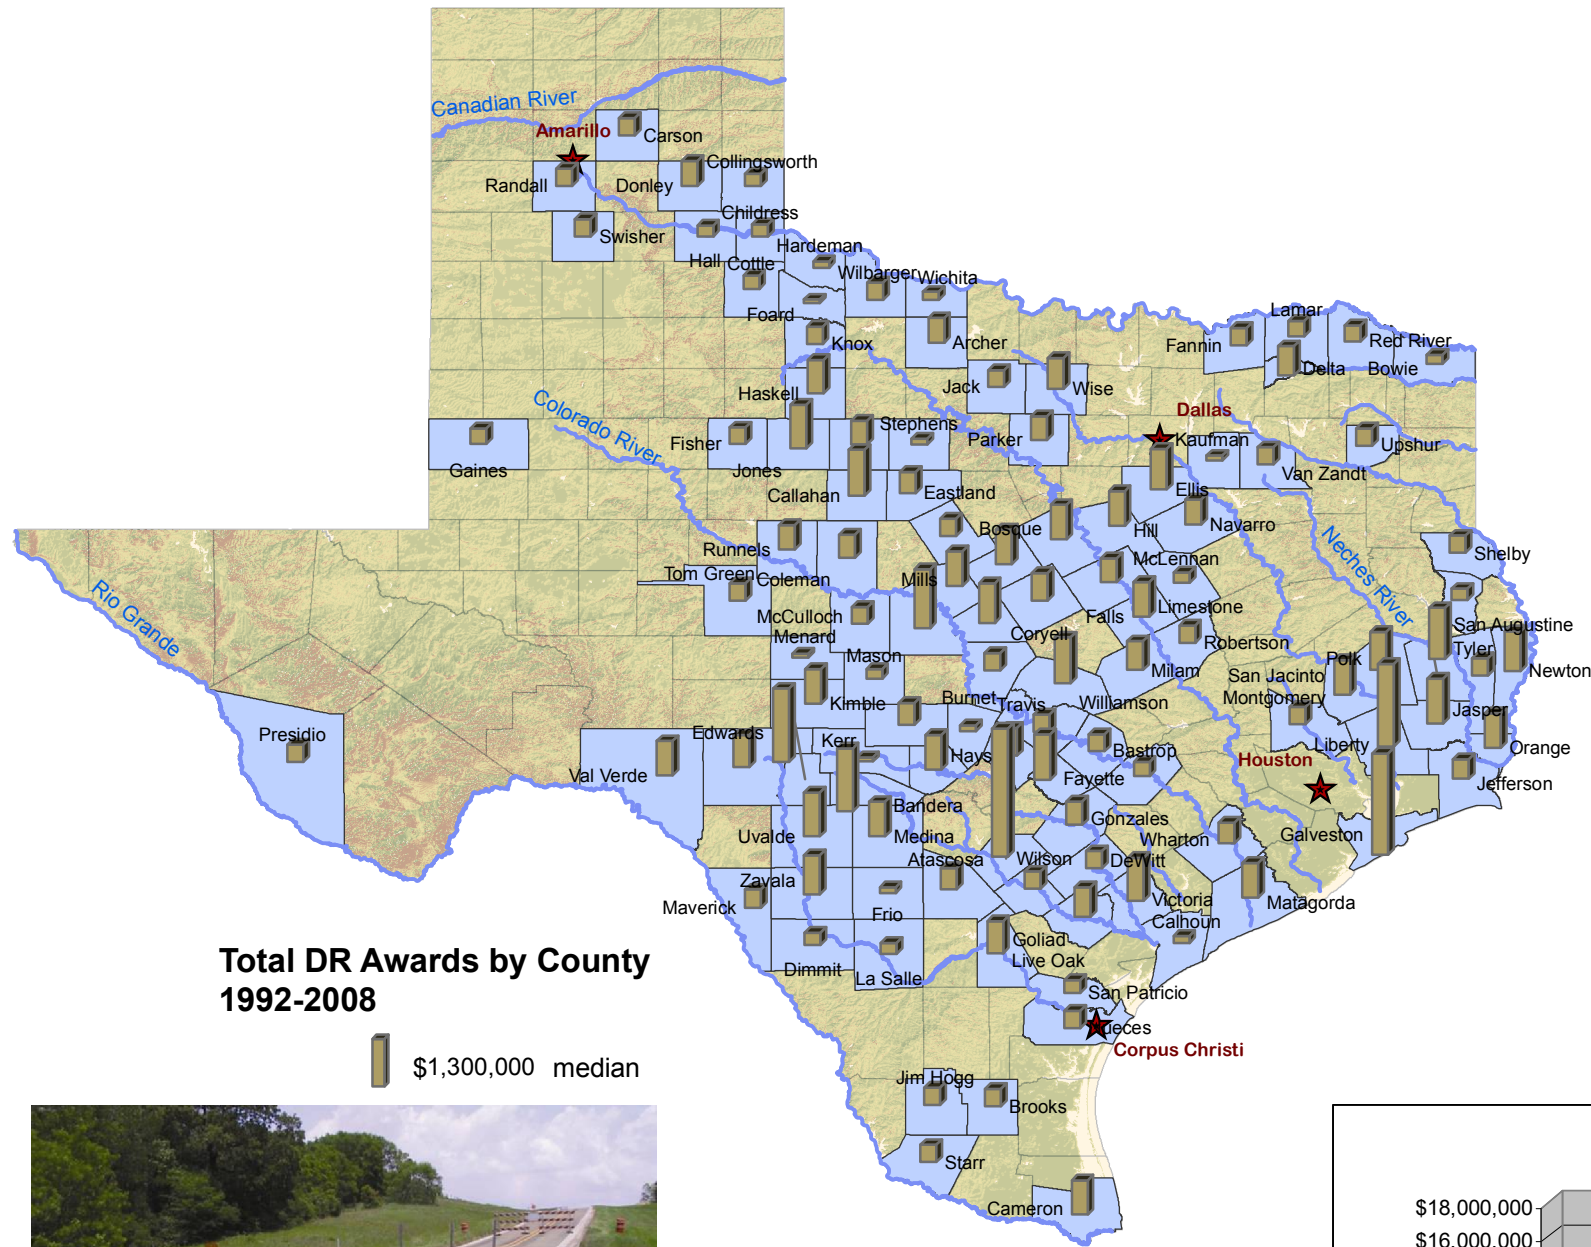 Canadian River
Amarillo
Carson
Collingsworth
Randall
Donley
Childress
Swisher
Hardeman
Hall
Cottle
Wilbarger
Wichita
Foard
Lamar
Knox
Archer
Fannin
Red River
Delta
Bowie
Haskell
Jack
Wise
Colorado River
Dallas
Stephens
Fisher
Parker
Kaufman
Upshur
Gaines
Jones
Van Zandt
Callahan
Eastland
Ellis
Bosque
Hill
Navarro
Runnels
Neches River
Shelby
McLennan
Tom Green
Coleman
Mills
Rio Grande
McCulloch
Falls
Limestone
Menard
Coryell
San Augustine
Robertson
Mason
Polk
Tyler
Milam
Newton
San Jacinto
Burnet
Travis
Williamson
Montgomery
Kimble
Jasper
Presidio
Edwards
Kerr
Liberty
Bastrop
Orange
Hays
Houston
Val Verde
Fayette
Jefferson
Bandera
Gonzales
Uvalde
Medina
Wharton
Galveston
Atascosa
Wilson
DeWitt
Zavala
Victoria
Matagorda
Maverick
Frio
Calhoun
Goliad
Live Oak
Dimmit
La Salle
San Patricio
Total DR Awards by County
1992-2008
ueces
Corpus Christi
$1,300,000 median
Jim Hogg
Brooks
Starr
Cameron
$18,000,000
$16,000,000